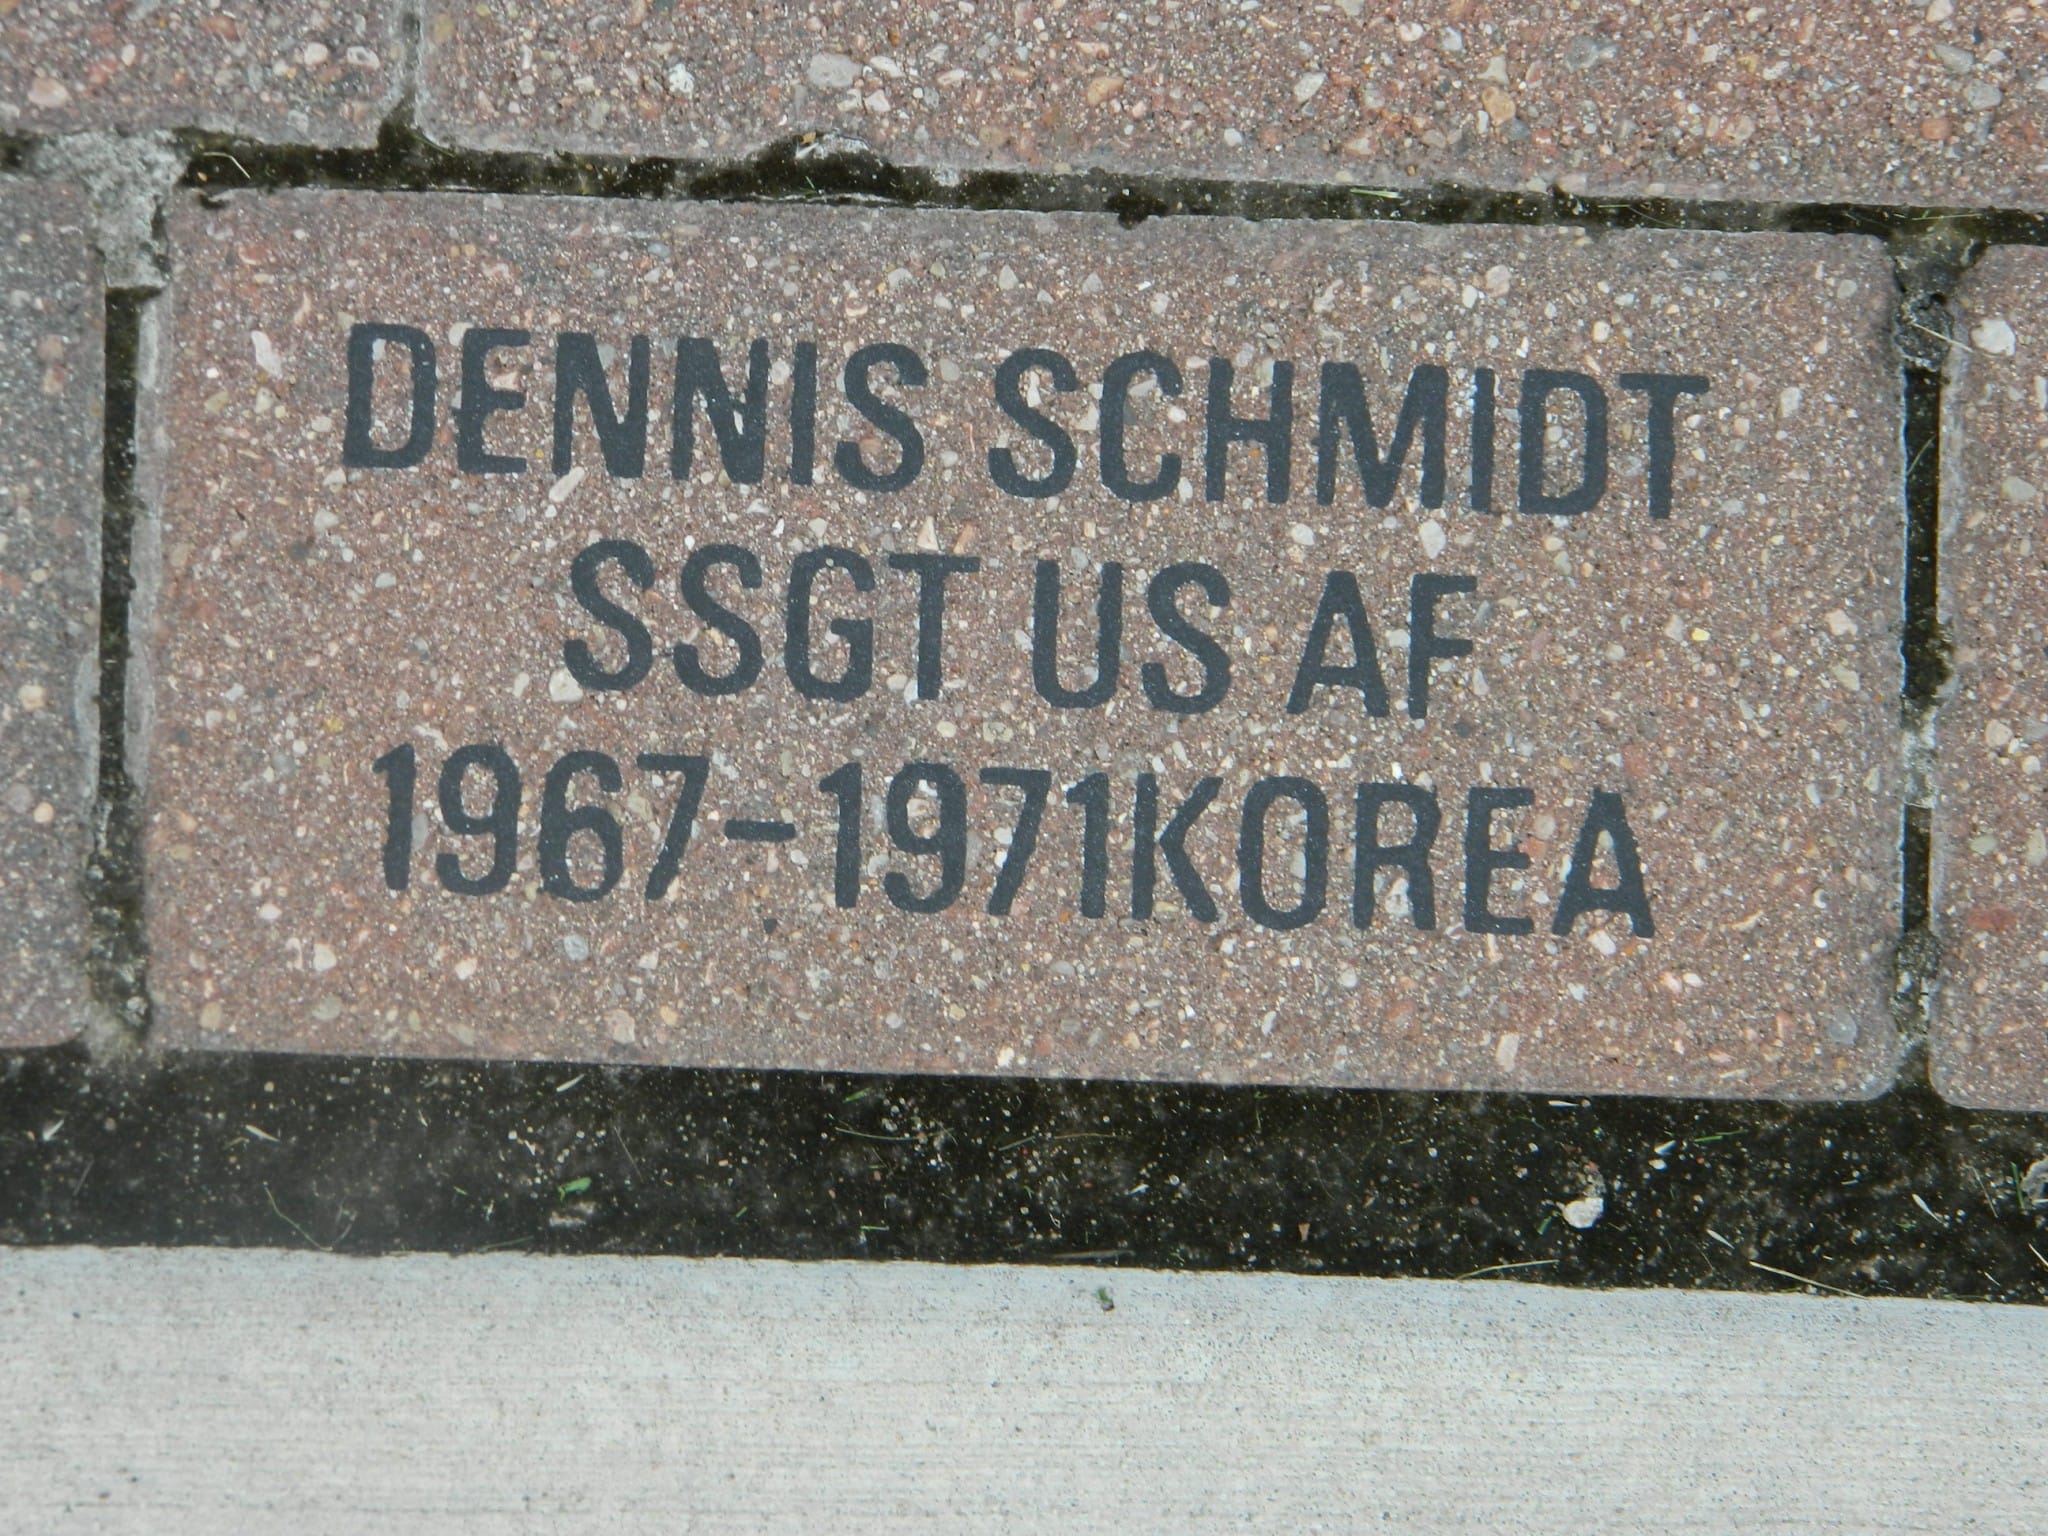 DENNIS SCHMIDT
SSGT US AF
1967-1971KOREA